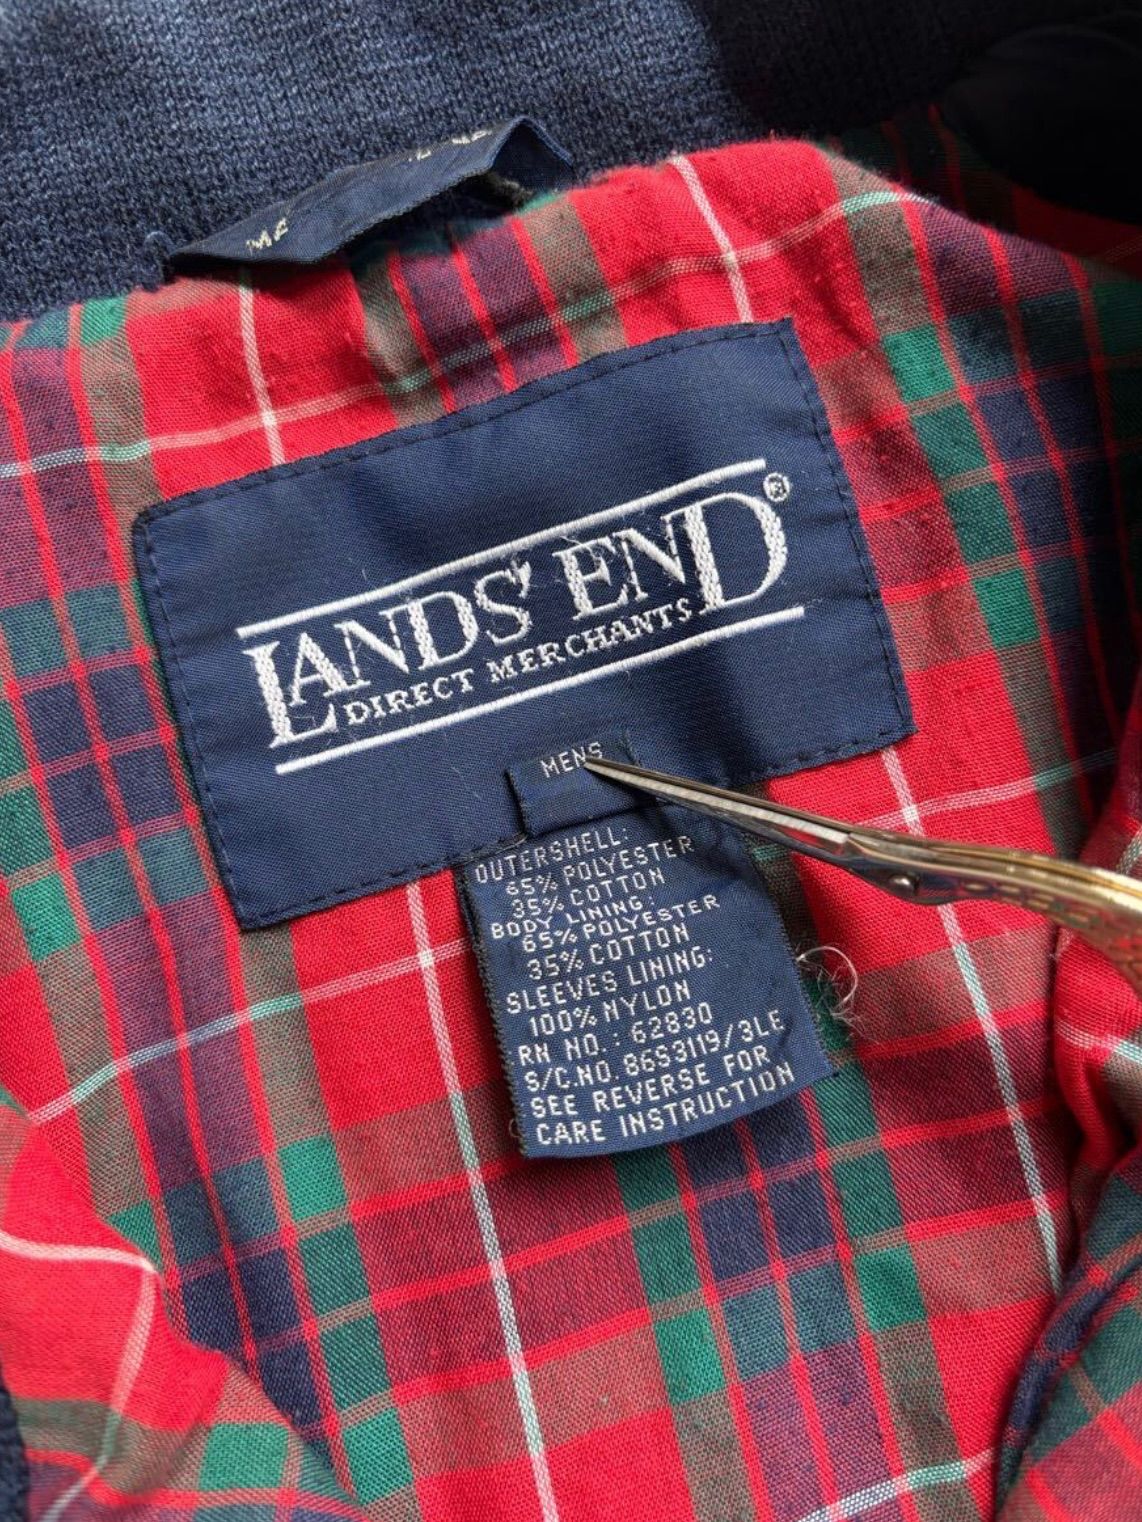 LANDS' END®
DIRECT MERCHANTS
MENS
OUTERSHELL:
65% POLYESTER
35% COTTON
BODY LINING:
65% POLYESTER
35% COTTON
SLEEVES LINING:
100% NYLON
RN NO.: 62830
S/C.NO. 86S3119/3LE
SEE REVERSE FOR
CARE INSTRUCTION